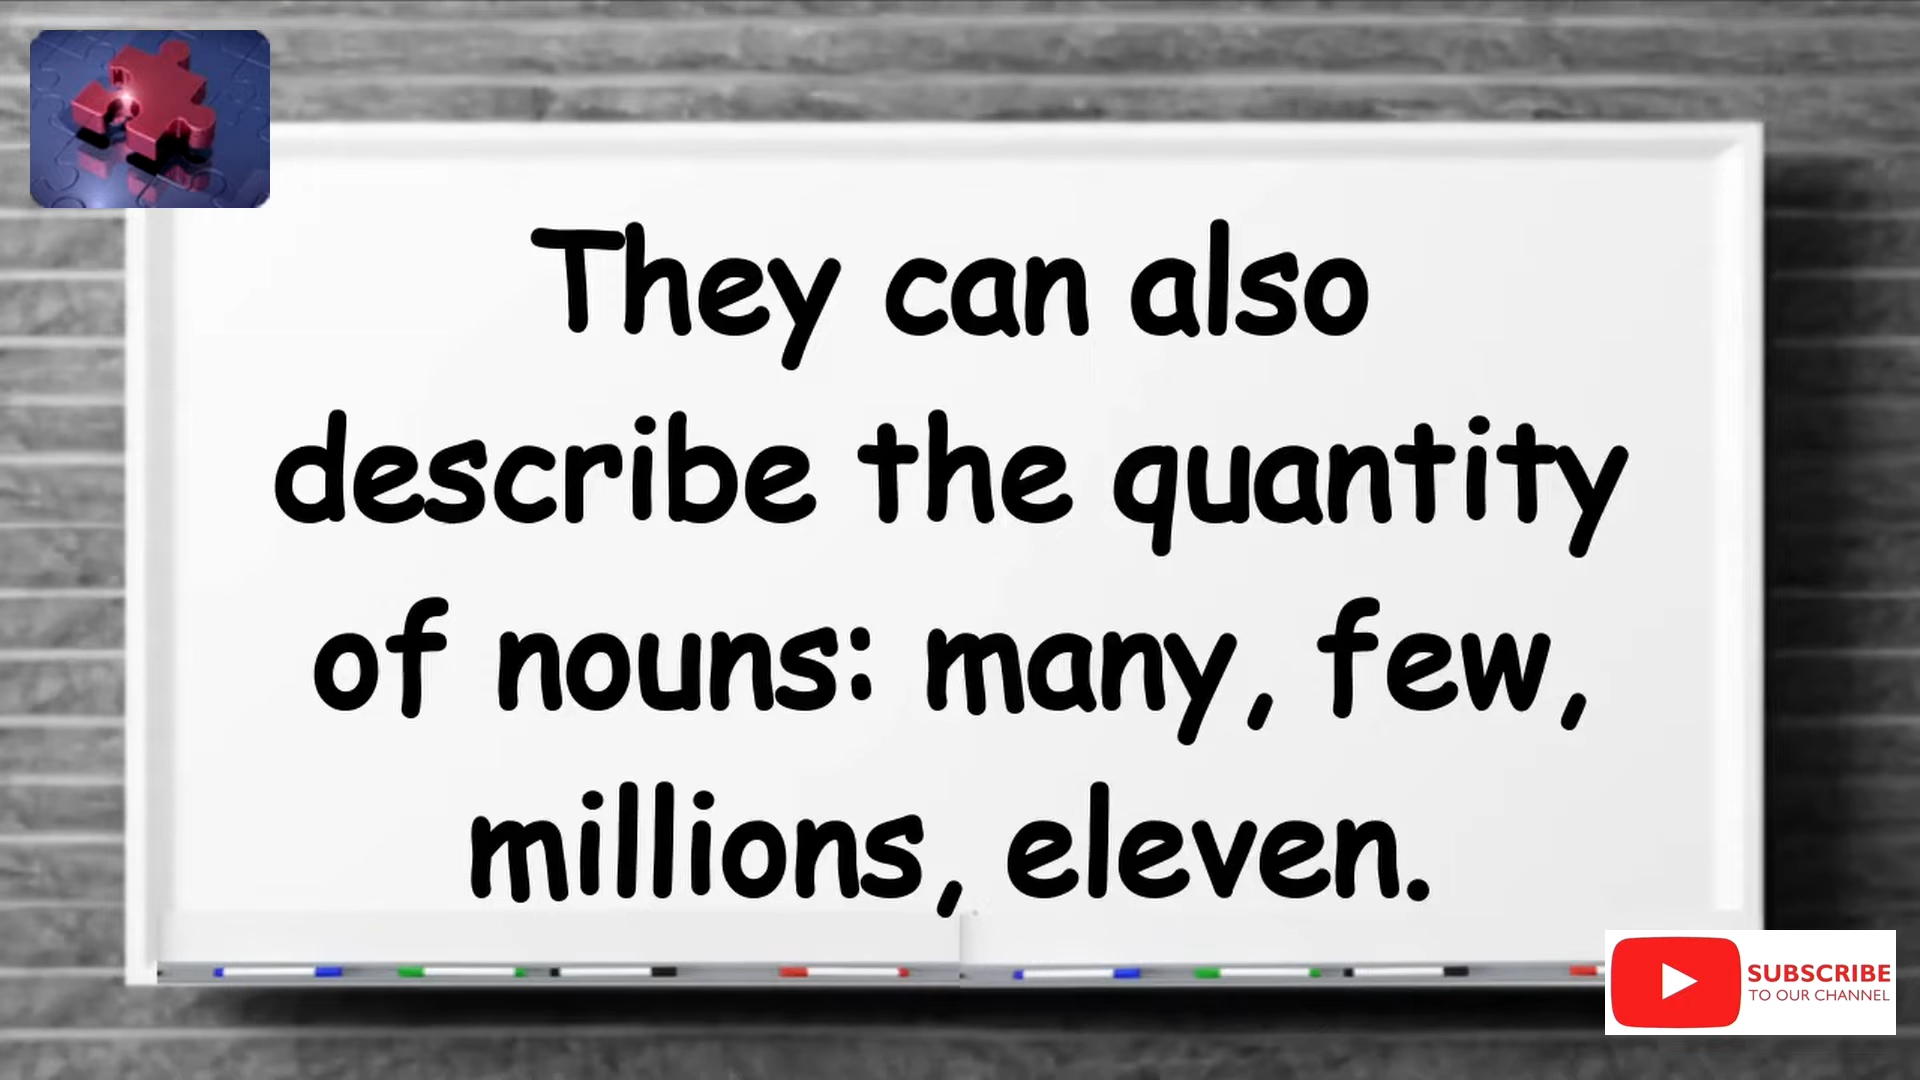 They can also
describe the quantity
of nouns: many, few,
millions, eleven.
SUBSCRIBE
TO OUR CHANNEL